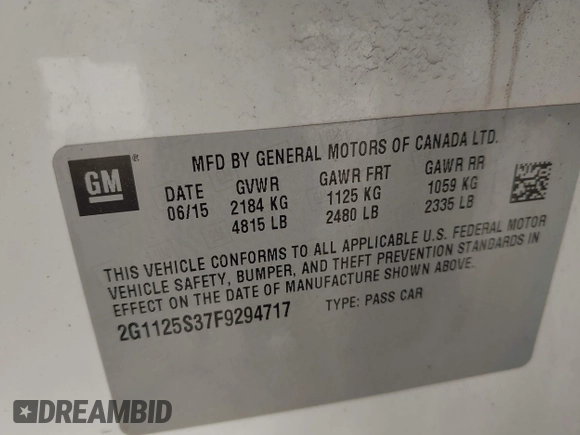 MFD BY GENERAL MOTORS OF CANADA LTD.
GM
DATE GVWR GAWR FRT GAWR RR
06/15 2184 KG 1125 KG 1059 KG
4815 LB 2480 LB 2335 LB
THIS VEHICLE CONFORMS TO ALL APPLICABLE U.S. FEDERAL MOTOR
VEHICLE SAFETY, BUMPER, AND THEFT PREVENTION STANDARDS IN
EFFECT ON THE DATE OF MANUFACTURE SHOWN ABOVE.
2G1125S37F9294717 TYPE: PASS CAR
DREAMBID